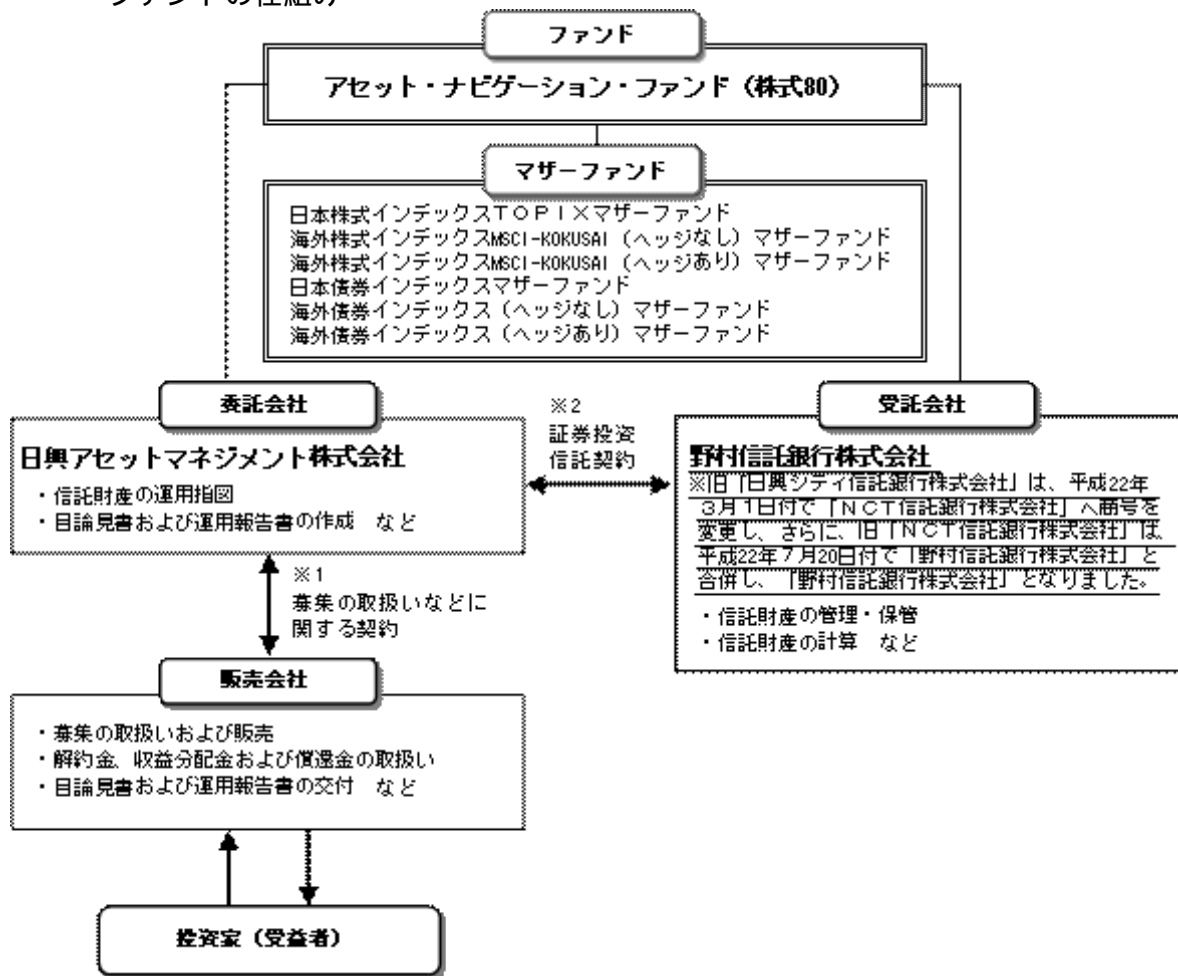 ファンドの仕組み
ファンド
アセット・ナビゲーション・ファンド（株式80）
マザーファンド
日本株式インデックスＴＯＰＩＸマザーファンド
海外株式インデックスMSCI-KOKUSAI（ヘッジなし）マザーファンド
海外株式インデックスMSCI-KOKUSAI（ヘッジあり）マザーファンド
日本債券インデックスマザーファンド
海外債券インデックス（ヘッジなし）マザーファンド
海外債券インデックス（ヘッジあり）マザーファンド
委託会社
日興アセットマネジメント株式会社
・信託財産の運用指図
・目論見書および運用報告書の作成　など
※2
証券投資
信託契約
受託会社
野村信託銀行株式会社
※旧「日興シティ信託銀行株式会社」は、平成22年
３月１日付で「ＮＣＴ信託銀行株式会社」へ商号を
変更し、さらに、旧「ＮＣＴ信託銀行株式会社」は、
平成22年７月20日付で「野村信託銀行株式会社」と
合併し、「野村信託銀行株式会社」となりました。
・信託財産の管理・保管
・信託財産の計算　など
※1
募集の取扱いなどに
関する契約
販売会社
・募集の取扱いおよび販売
・解約金、収益分配金および償還金の取扱い
・目論見書および運用報告書の交付　など
投資家（受益者）